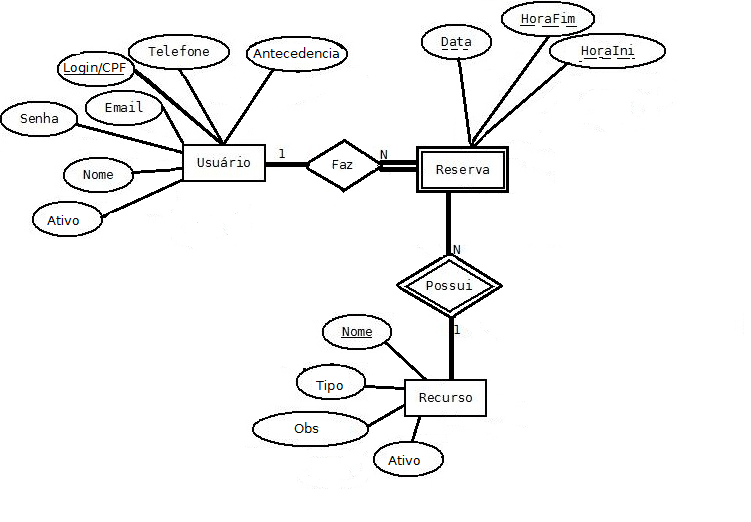 HoraFim
Data
HoraIni
Telefone
Antecedencia
Login/CPF
Email
Senha
Usuário
1
Faz
N
Reserva
Nome
Ativo
N
Possui
1
Nome
Tipo
Recurso
Obs
Ativo